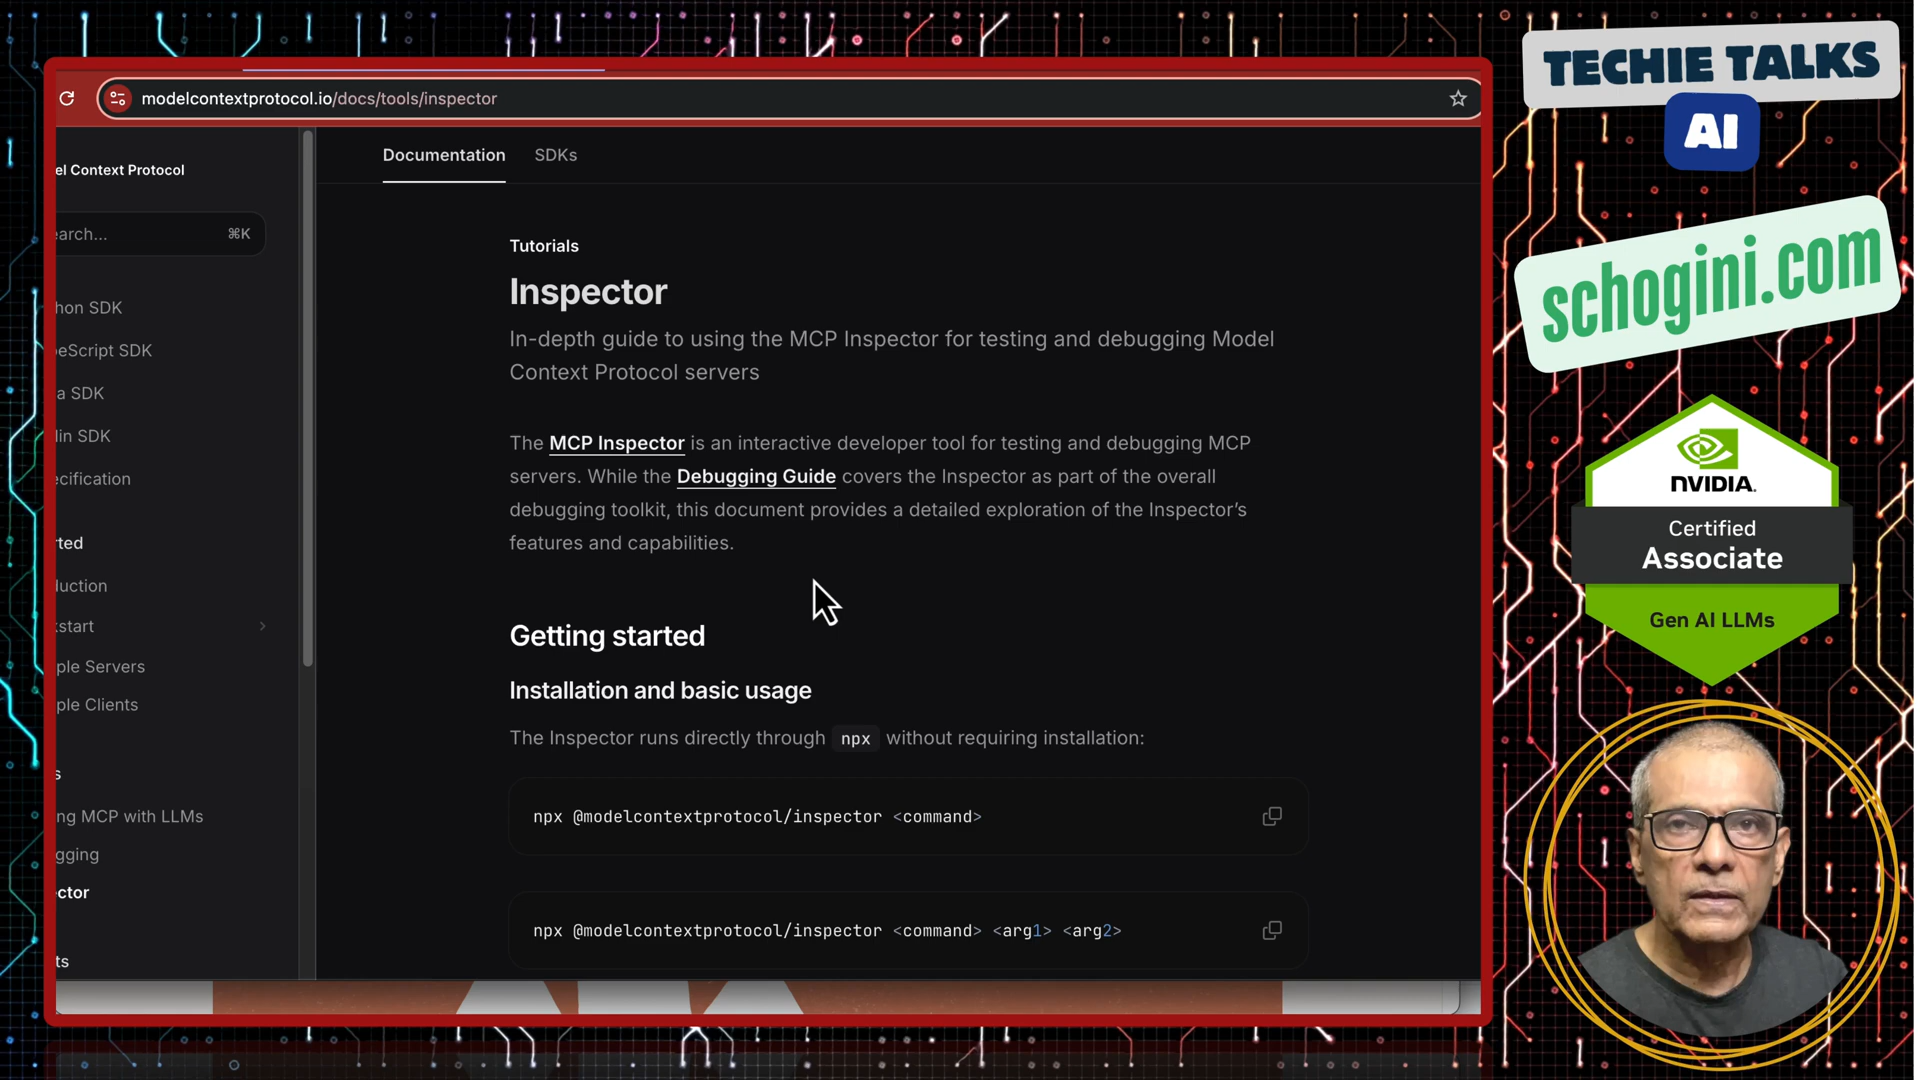 modelcontextprotocol.io/docs/tools/inspector
el Context Protocol
earch...
⌘K
hon SDK
eScript SDK
a SDK
lin SDK
ecification
rted
duction
kstart
ple Servers
ple Clients
s
ng MCP with LLMs
gging
ector
ts
Documentation
SDKs
Tutorials
Inspector
In-depth guide to using the MCP Inspector for testing and debugging Model
Context Protocol servers
The MCP Inspector is an interactive developer tool for testing and debugging MCP
servers. While the Debugging Guide covers the Inspector as part of the overall
debugging toolkit, this document provides a detailed exploration of the Inspector’s
features and capabilities.
Getting started
Installation and basic usage
The Inspector runs directly through npx without requiring installation:
npx @modelcontextprotocol/inspector <command>
npx @modelcontextprotocol/inspector <command> <arg1> <arg2>
TECHIE TALKS
AI
schogini.com
NVIDIA.
Certified
Associate
Gen AI LLMs